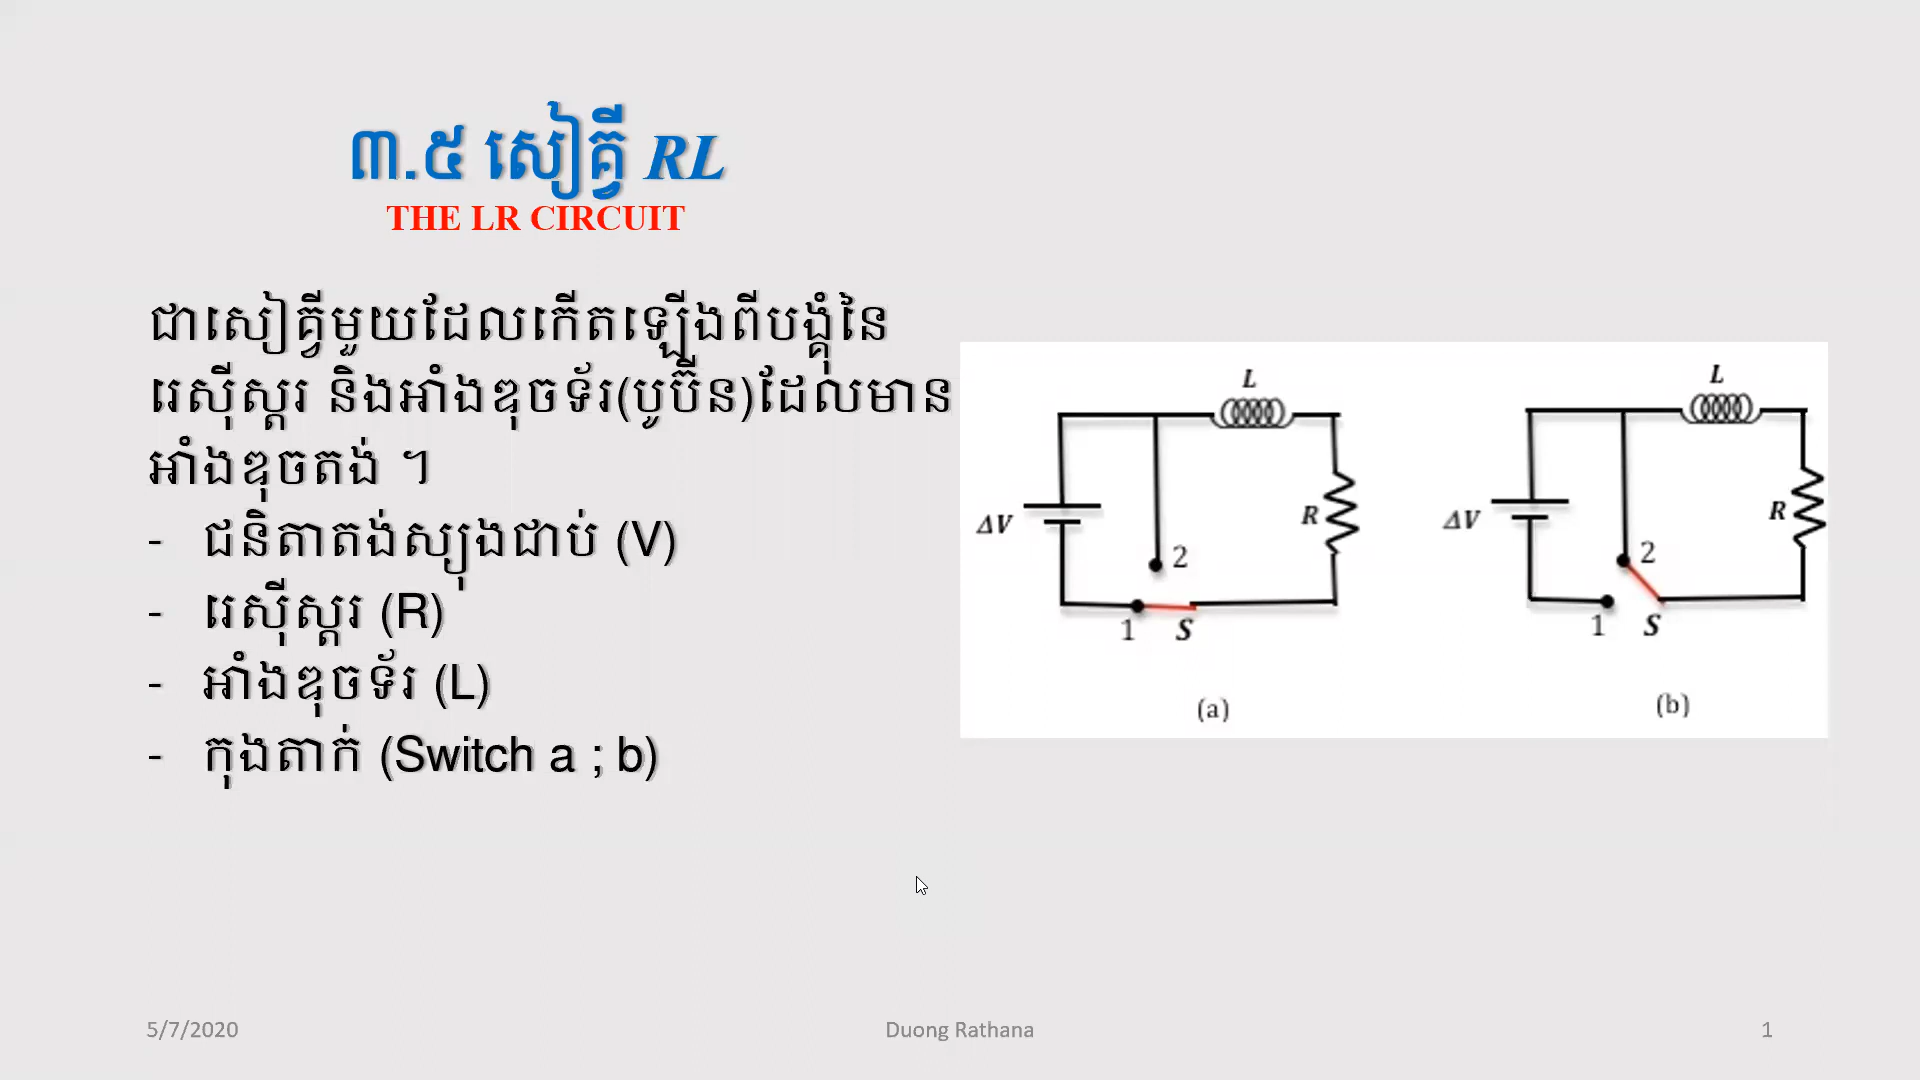 ៣.៥ សៀគ្វី RL
THE LR CIRCUIT
ជាសៀគ្វីមួយដែលកើតឡើងពីបង្គុំនៃ
រេស៊ីស្តរ និងអាំងឌុចទ័រ(បូប៊ីន)ដែលមាន
អាំងឌុចតង់ ។
- ជនិតាតង់ស្យុងជាប់ (V)
- រេស៊ីស្តរ (R)
- អាំងឌុចទ័រ (L)
- កុងតាក់ (Switch a ; b)
L
ΔV
R
2
1
S
(a)
L
ΔV
R
2
1
S
(b)
5/7/2020
Duong Rathana
1